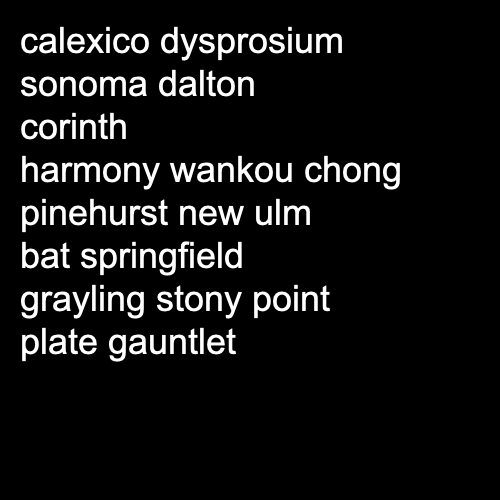 calexico dysprosium
sonoma dalton
corinth
harmony wankou chong
pinehurst new ulm
bat springfield
grayling stony point
plate gauntlet